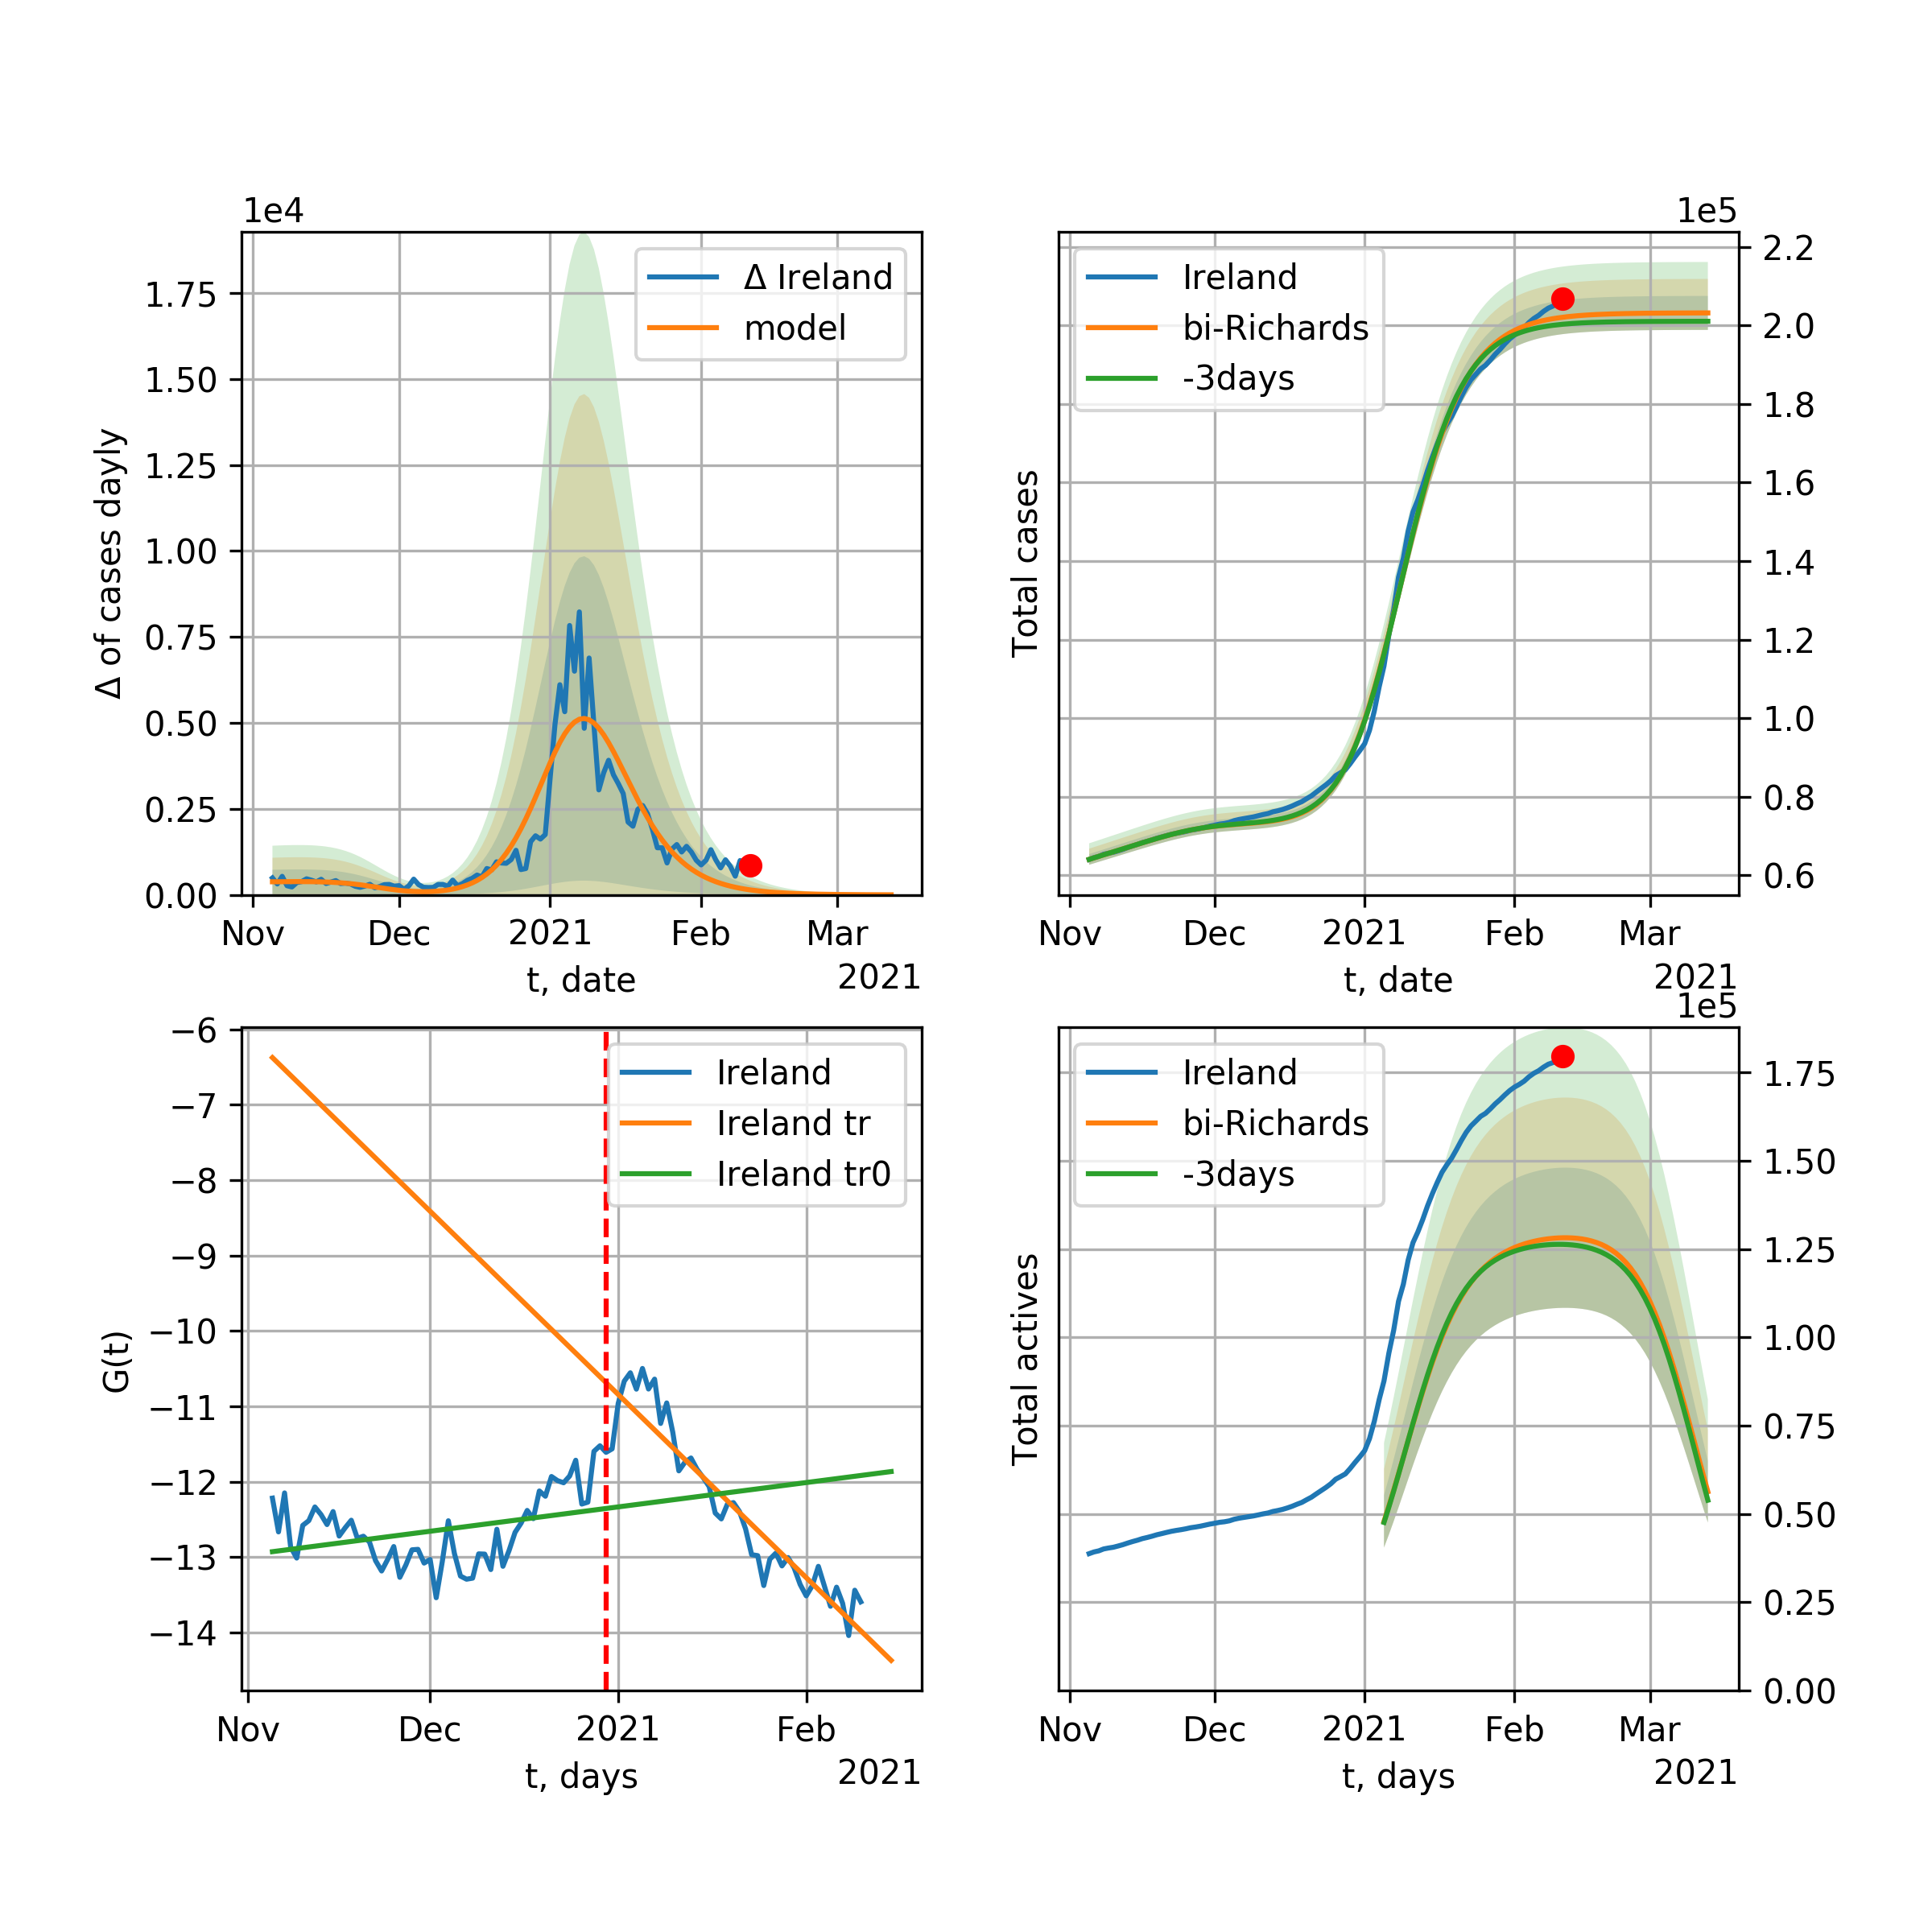 1e4
Δ of cases dayly
1.75
1.50
1.25
1.00
0.75
0.50
0.25
0.00
Δ Ireland
model
Nov Dec 2021 Feb Mar
t, date
2021
1e5
Total cases
Ireland
bi-Richards
-3days
2.2
2.0
1.8
1.6
1.4
1.2
1.0
0.8
0.6
Nov Dec 2021 Feb Mar
t, date
2021
G(t)
−6
−7
−8
−9
−10
−11
−12
−13
−14
Ireland
Ireland tr
Ireland tr0
Nov Dec 2021 Feb
t, days
2021
1e5
Total actives
Ireland
bi-Richards
-3days
1.75
1.50
1.25
1.00
0.75
0.50
0.25
0.00
Nov Dec 2021 Feb Mar
t, days
2021